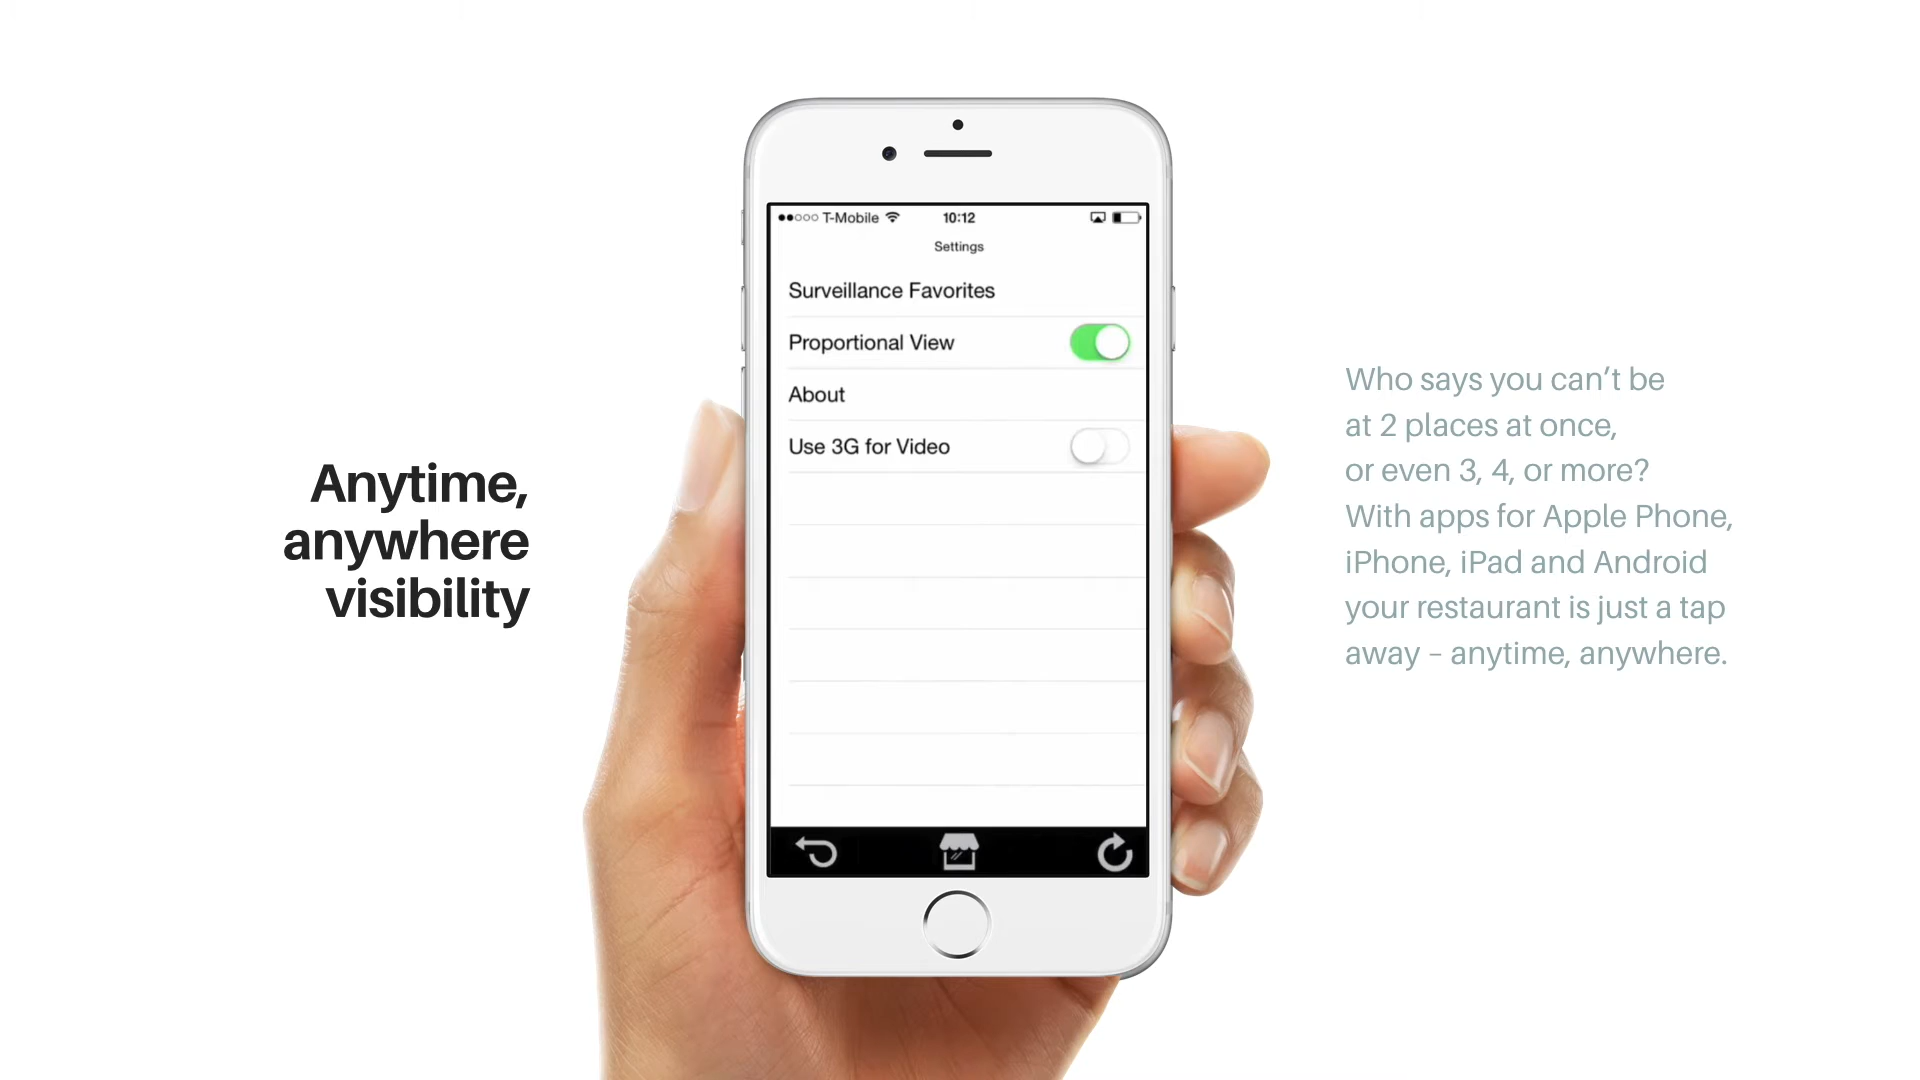 Anytime,
anywhere
visibility
T-Mobile
10:12
Settings
Surveillance Favorites
Proportional View
About
Use 3G for Video
Who says you can’t be
at 2 places at once,
or even 3, 4, or more?
With apps for Apple Phone,
iPhone, iPad and Android
your restaurant is just a tap
away – anytime, anywhere.